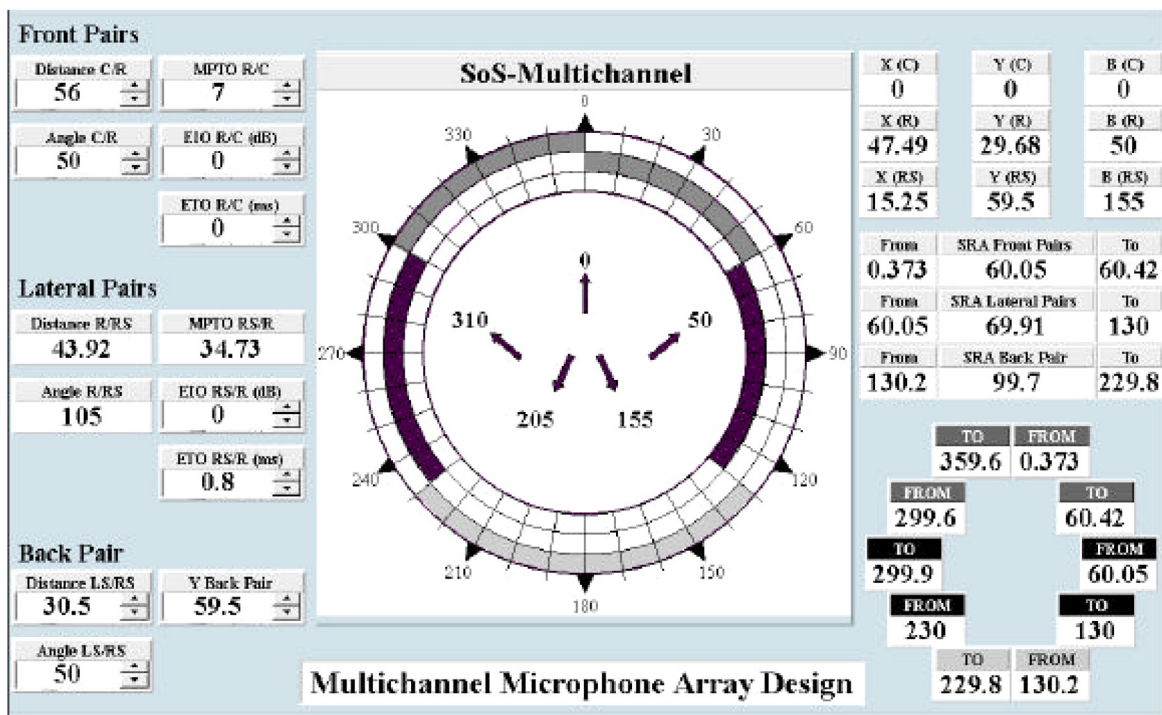 Front Pairs
Distance C/R MPTO R/C
56 7
Angle C/R EIO R/C (dB)
50 0
ETO R/C (ms)
0
Lateral Pairs
Distance R/RS MPTO RS/R
43.92 34.73
Angle R/RS EIO RS/R (dB)
105 0
ETO RS/R (ms)
0.8
Back Pair
Distance LS/RS Y Back Pair
30.5 59.5
Angle LS/RS
50
SoS-Multichannel
0
330 30
300 60
0
310 50
270 90
205 155
240 120
210 150
180
Multichannel Microphone Array Design
X (C) Y (C) B (C)
0 0 0
X (R) Y (R) B (R)
47.49 29.68 50
X (RS) Y (RS) B (RS)
15.25 59.5 155
From SRA Front Pairs To
0.373 60.05 60.42
From SRA Lateral Pairs To
60.05 69.91 130
From SRA Back Pair To
130.2 99.7 229.8
TO FROM
359.6 0.373
FROM TO
299.6 60.42
TO FROM
299.9 60.05
FROM TO
230 130
TO FROM
229.8 130.2